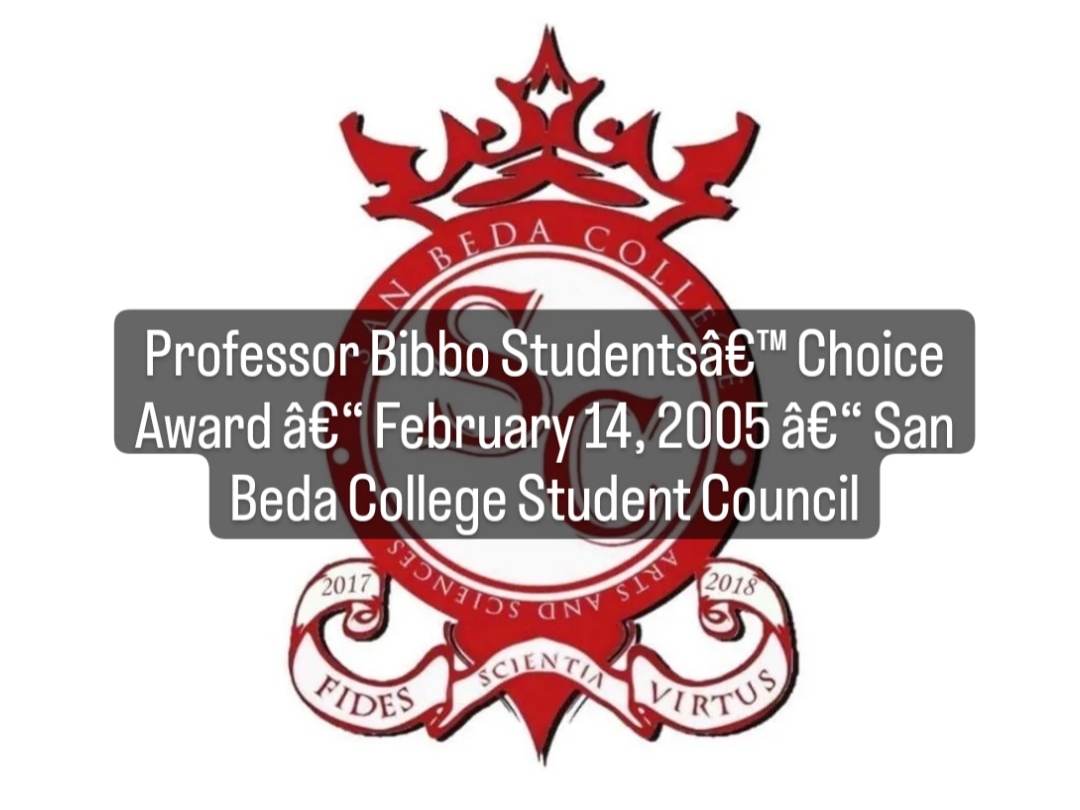 SAN BEDA COLLEGE
SC
Professor Bibbo Studentsâ€™ Choice
Award â€“ February 14, 2005 â€“ San
Beda College Student Council
ARTS AND SCIENCES
2017
2018
FIDES
SCIENTIA
VIRTUS